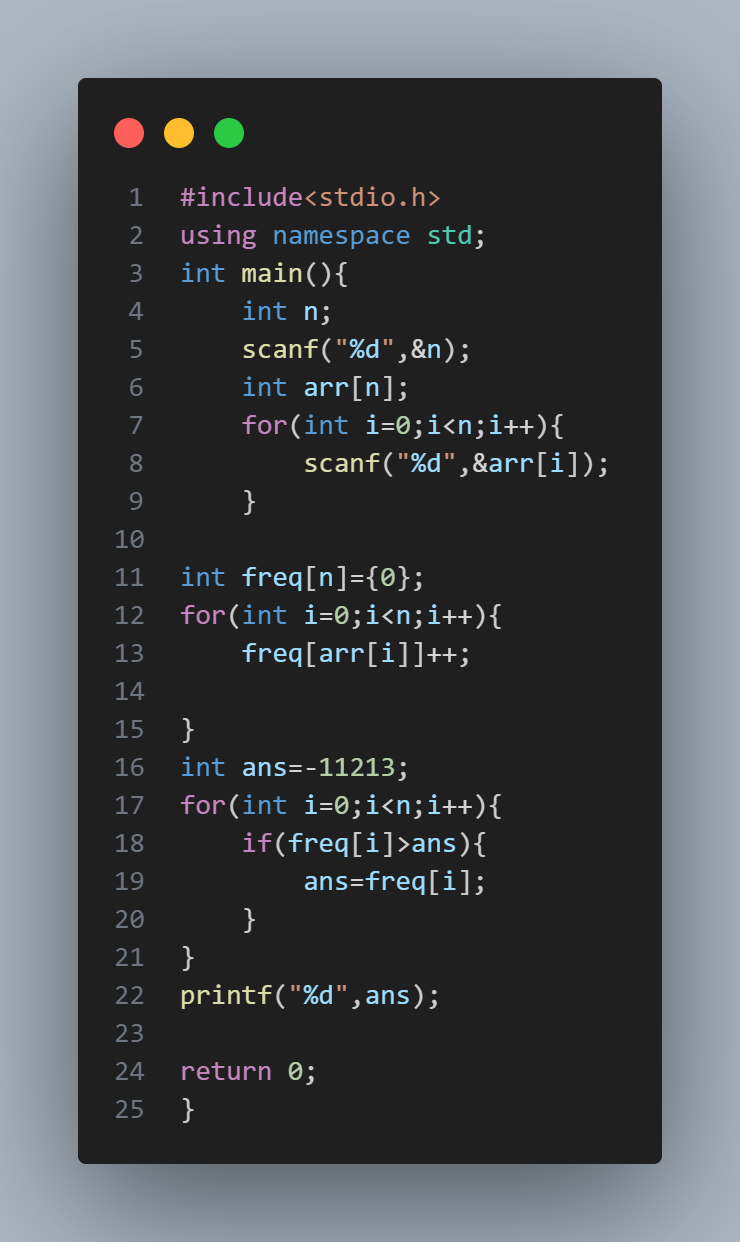 1 #include<stdio.h>
2 using namespace std;
3 int main(){
4     int n;
5     scanf("%d",&n);
6     int arr[n];
7     for(int i=0;i<n;i++){
8         scanf("%d",&arr[i]);
9     }
10
11 int freq[n]={0};
12 for(int i=0;i<n;i++){
13     freq[arr[i]]++;
14
15 }
16 int ans=-11213;
17 for(int i=0;i<n;i++){
18     if(freq[i]>ans){
19         ans=freq[i];
20     }
21 }
22 printf("%d",ans);
23
24 return 0;
25 }